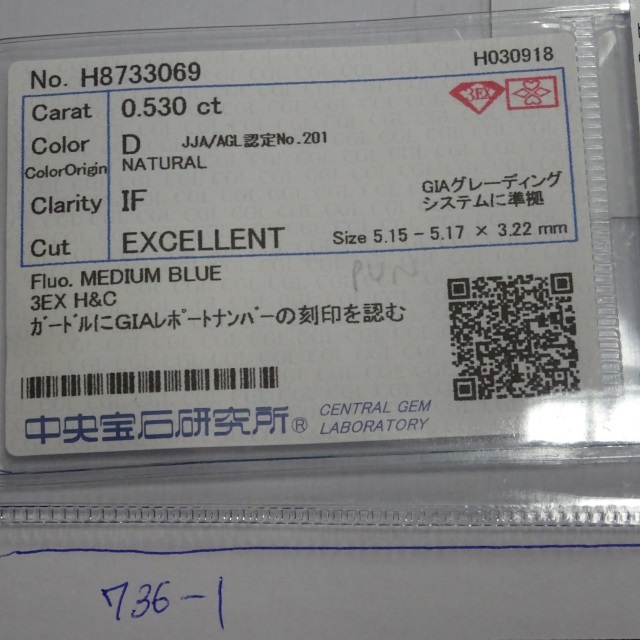 No. H8733069
H030918
Carat 0.530 ct
3EX
Color D JJA/AGL認定No.201
ColorOrigin NATURAL
Clarity IF
GIAグレーディング
システムに準拠
Cut EXCELLENT Size 5.15 - 5.17 × 3.22 mm
Fluo. MEDIUM BLUE
3EX H&C
ガードルにGIAレポートナンバーの刻印を認む
中央宝石研究所® CENTRAL GEM
LABORATORY
736-1